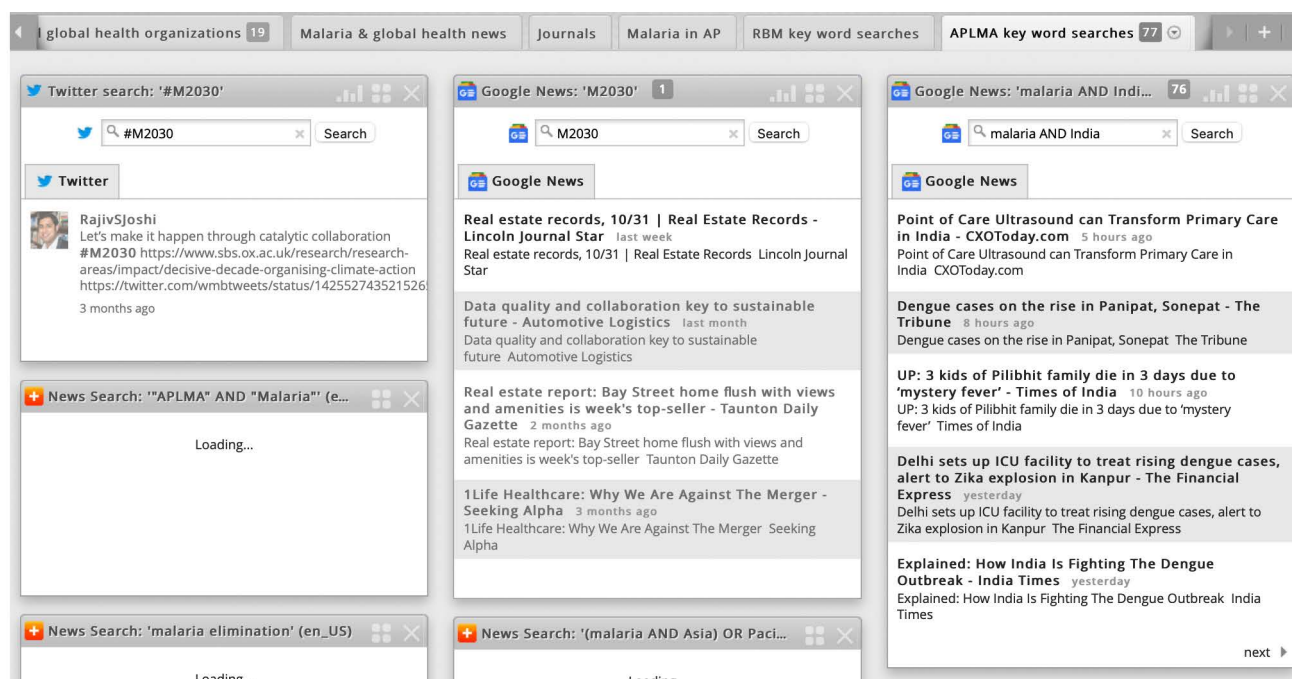 l global health organizations 19
Malaria & global health news
Journals
Malaria in AP
RBM key word searches
APLMA key word searches 77
Twitter search: '#M2030'
#M2030
Search
Twitter
RajivSJoshi
Let's make it happen through catalytic collaboration
#M2030 https://www.sbs.ox.ac.uk/research/research-
areas/impact/decisive-decade-organising-climate-action
https://twitter.com/wmbtweets/status/142552743521526
3 months ago
News Search: '"APLMA" AND "Malaria"' (e...
Loading...
News Search: 'malaria elimination' (en_US)
Loading
Google News: 'M2030' 1
M2030
Search
Google News
Real estate records, 10/31 | Real Estate Records -
Lincoln Journal Star last week
Real estate records, 10/31 | Real Estate Records Lincoln Journal
Star
Data quality and collaboration key to sustainable
future - Automotive Logistics last month
Data quality and collaboration key to sustainable
future Automotive Logistics
Real estate report: Bay Street home flush with views
and amenities is week's top-seller - Taunton Daily
Gazette 2 months ago
Real estate report: Bay Street home flush with views and
amenities is week's top-seller Taunton Daily Gazette
1Life Healthcare: Why We Are Against The Merger -
Seeking Alpha 3 months ago
1Life Healthcare: Why We Are Against The Merger Seeking
Alpha
News Search: '(malaria AND Asia) OR Paci...
Loading
Google News: 'malaria AND Indi... 76
malaria AND India
Search
Google News
Point of Care Ultrasound can Transform Primary Care
in India - CXOToday.com 5 hours ago
Point of Care Ultrasound can Transform Primary Care in
India CXOToday.com
Dengue cases on the rise in Panipat, Sonepat - The
Tribune 8 hours ago
Dengue cases on the rise in Panipat, Sonepat The Tribune
UP: 3 kids of Pilibhit family die in 3 days due to
‘mystery fever’ - Times of India 10 hours ago
UP: 3 kids of Pilibhit family die in 3 days due to ‘mystery
fever’ Times of India
Delhi sets up ICU facility to treat rising dengue cases,
alert to Zika explosion in Kanpur - The Financial
Express yesterday
Delhi sets up ICU facility to treat rising dengue cases, alert to
Zika explosion in Kanpur The Financial Express
Explained: How India Is Fighting The Dengue
Outbreak - India Times yesterday
Explained: How India Is Fighting The Dengue Outbreak India
Times
next